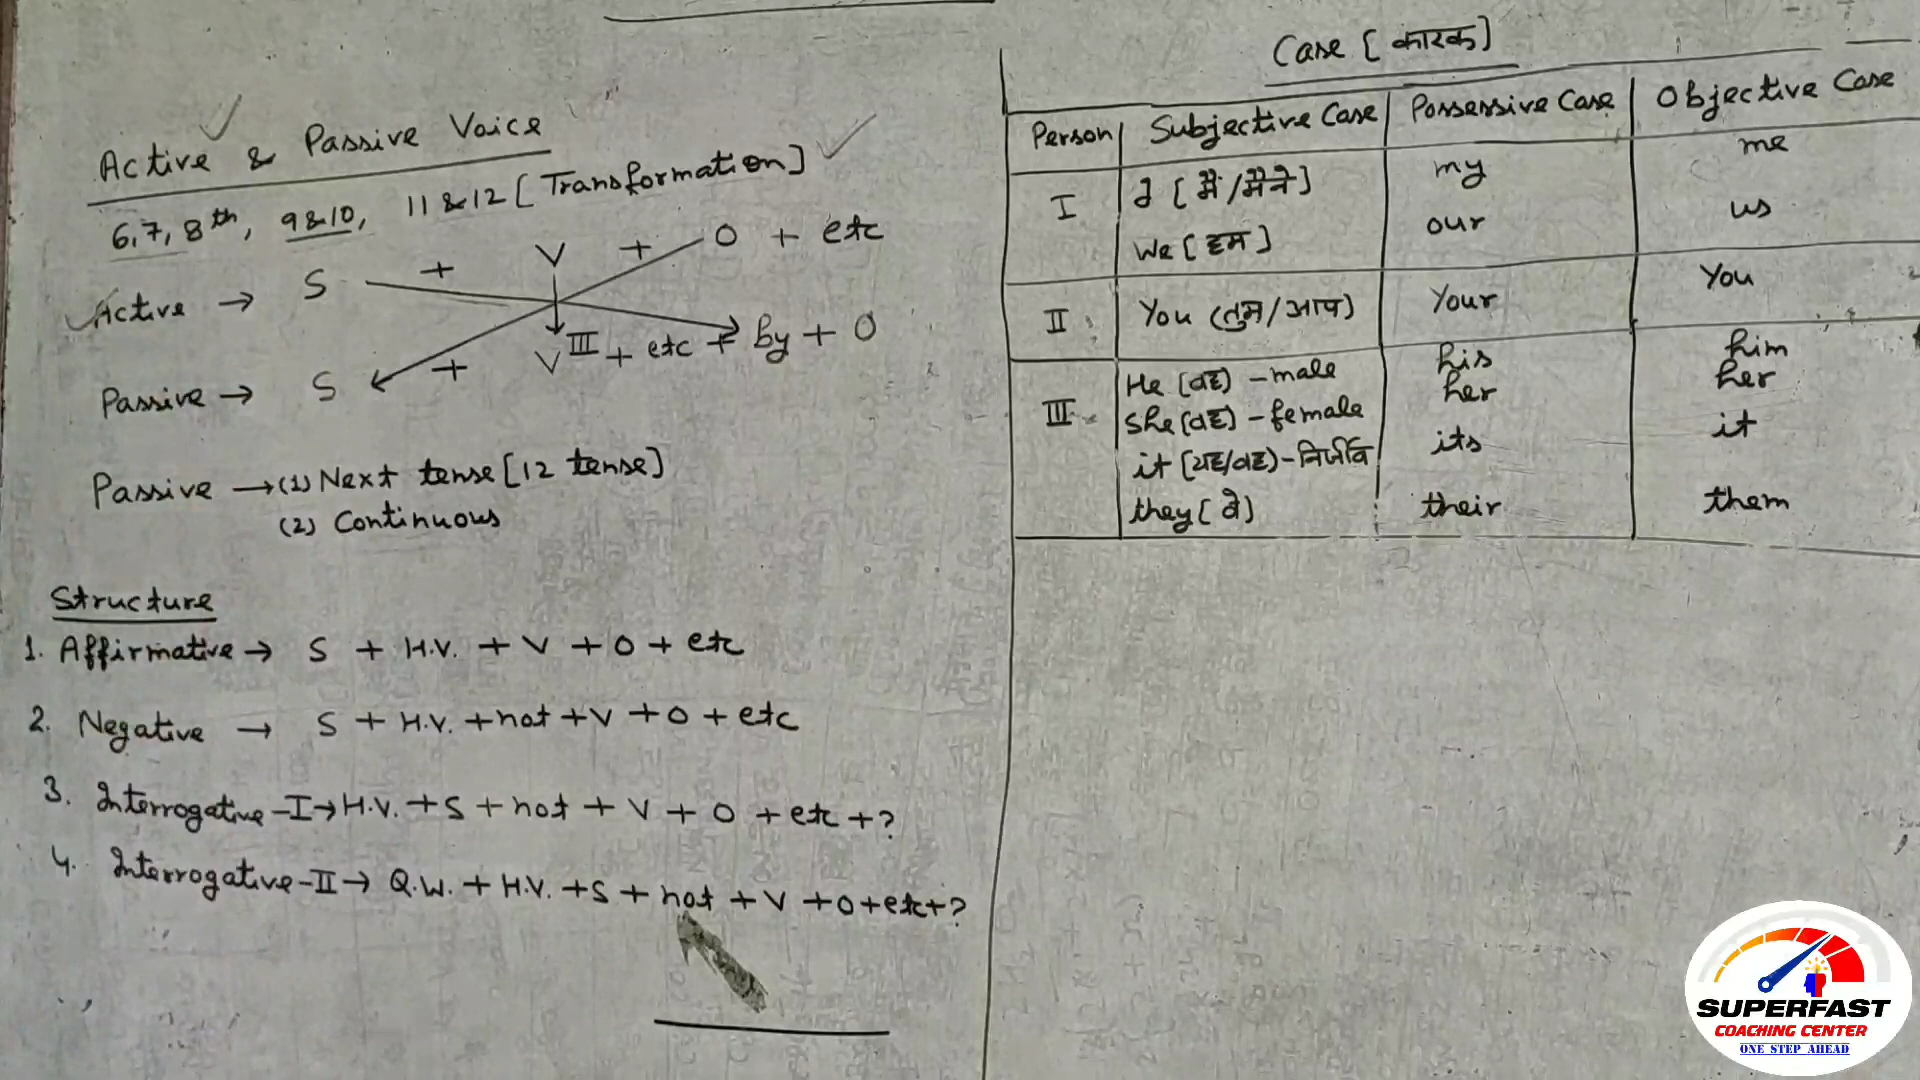 Active & Passive Voice
6,7,8th, 9&10, 11&12 [Transformation]
Active → S + V + O + etc
Passive → S + V III + etc + by + O
Passive → (1) Next tense [12 tense]
(2) Continuous
Structure
1. Affirmative → S + H.V. + V + O + etc
2. Negative → S + H.V. + not + V + O + etc
3. Interrogative-I → H.V. + S + not + V + O + etc + ?
4. Interrogative-II → Q.W. + H.V. + S + not + V + O + etc + ?
Case [कारक]
Person Subjective Case Possessive Case Objective Case
I I [मैं/मैंने] my me
We [हम] our us
II You (तुम/आप) Your You
III He [वह) - male his him
She [वह) - female her her
it [यह/वह) - निर्जीव its it
they [वे) their them
SUPERFAST
COACHING CENTER
ONE STEP AHEAD